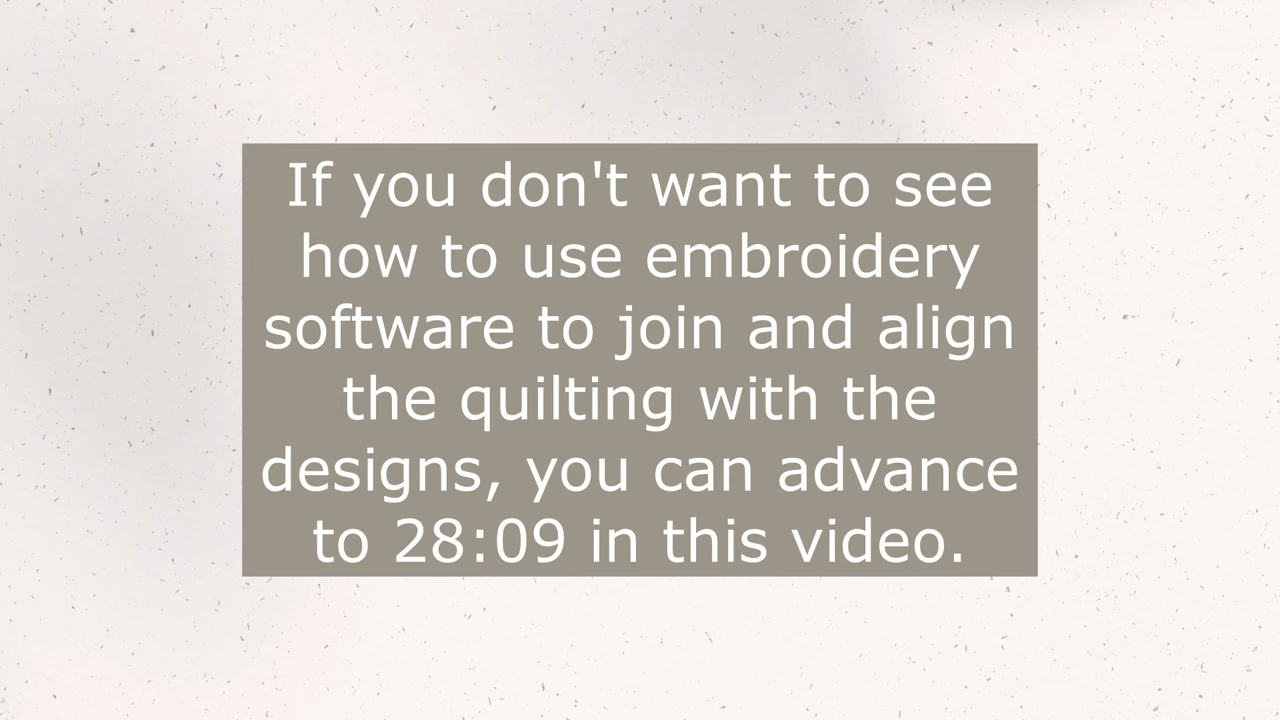 If you don't want to see
how to use embroidery
software to join and align
the quilting with the
designs, you can advance
to 28:09 in this video.